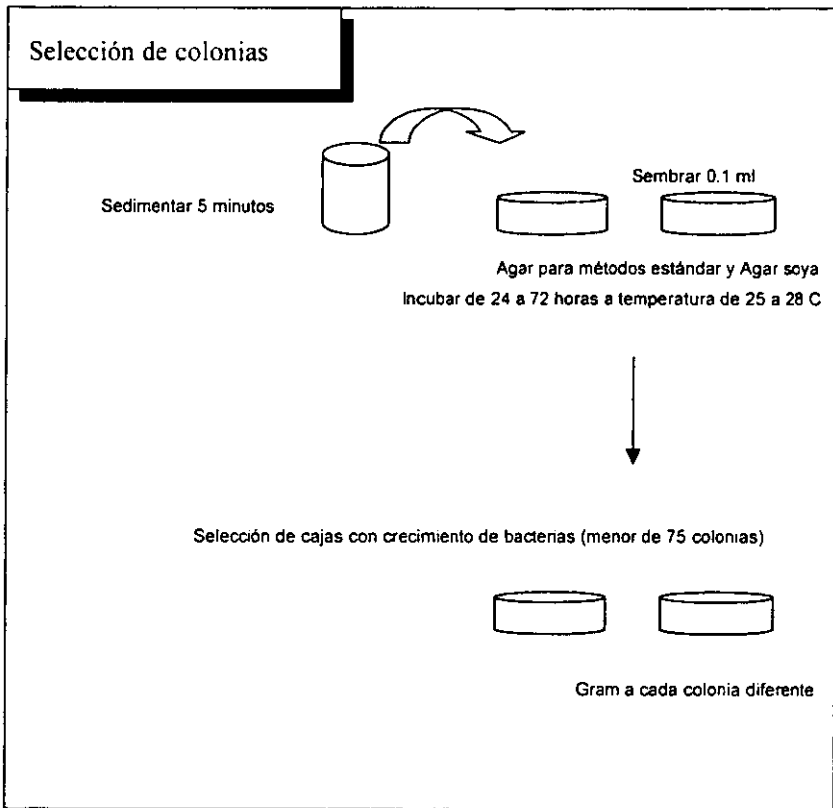 Selección de colonias
Sedimentar 5 minutos
Sembrar 0.1 ml
Agar para métodos estándar y Agar soya
Incubar de 24 a 72 horas a temperatura de 25 a 28 C
Selección de cajas con crecimiento de bacterias (menor de 75 colonias)
Gram a cada colonia diferente